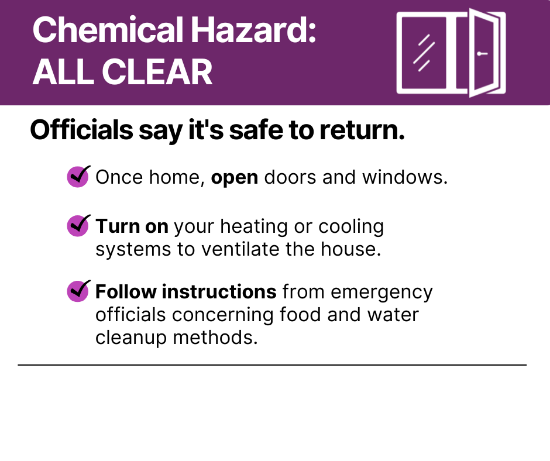 Chemical Hazard:
ALL CLEAR
Officials say it's safe to return.
Once home, open doors and windows.
Turn on your heating or cooling
systems to ventilate the house.
Follow instructions from emergency
officials concerning food and water
cleanup methods.